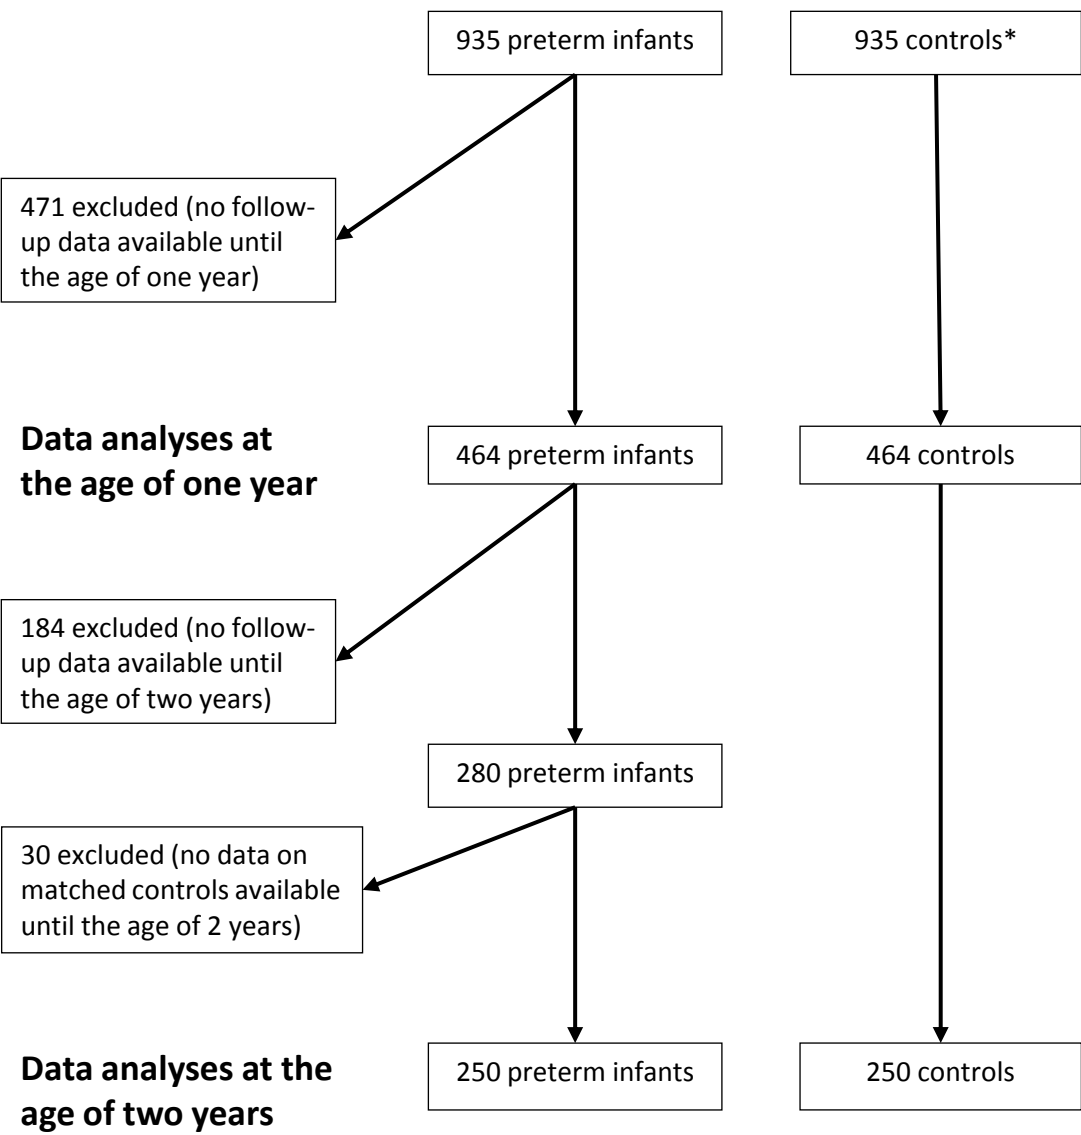 935 preterm infants
935 controls*
471 excluded (no follow-
up data available until
the age of one year)
Data analyses at
the age of one year
464 preterm infants
464 controls
184 excluded (no follow-
up data available until
the age of two years)
280 preterm infants
30 excluded (no data on
matched controls available
until the age of 2 years)
Data analyses at the
age of two years
250 preterm infants
250 controls